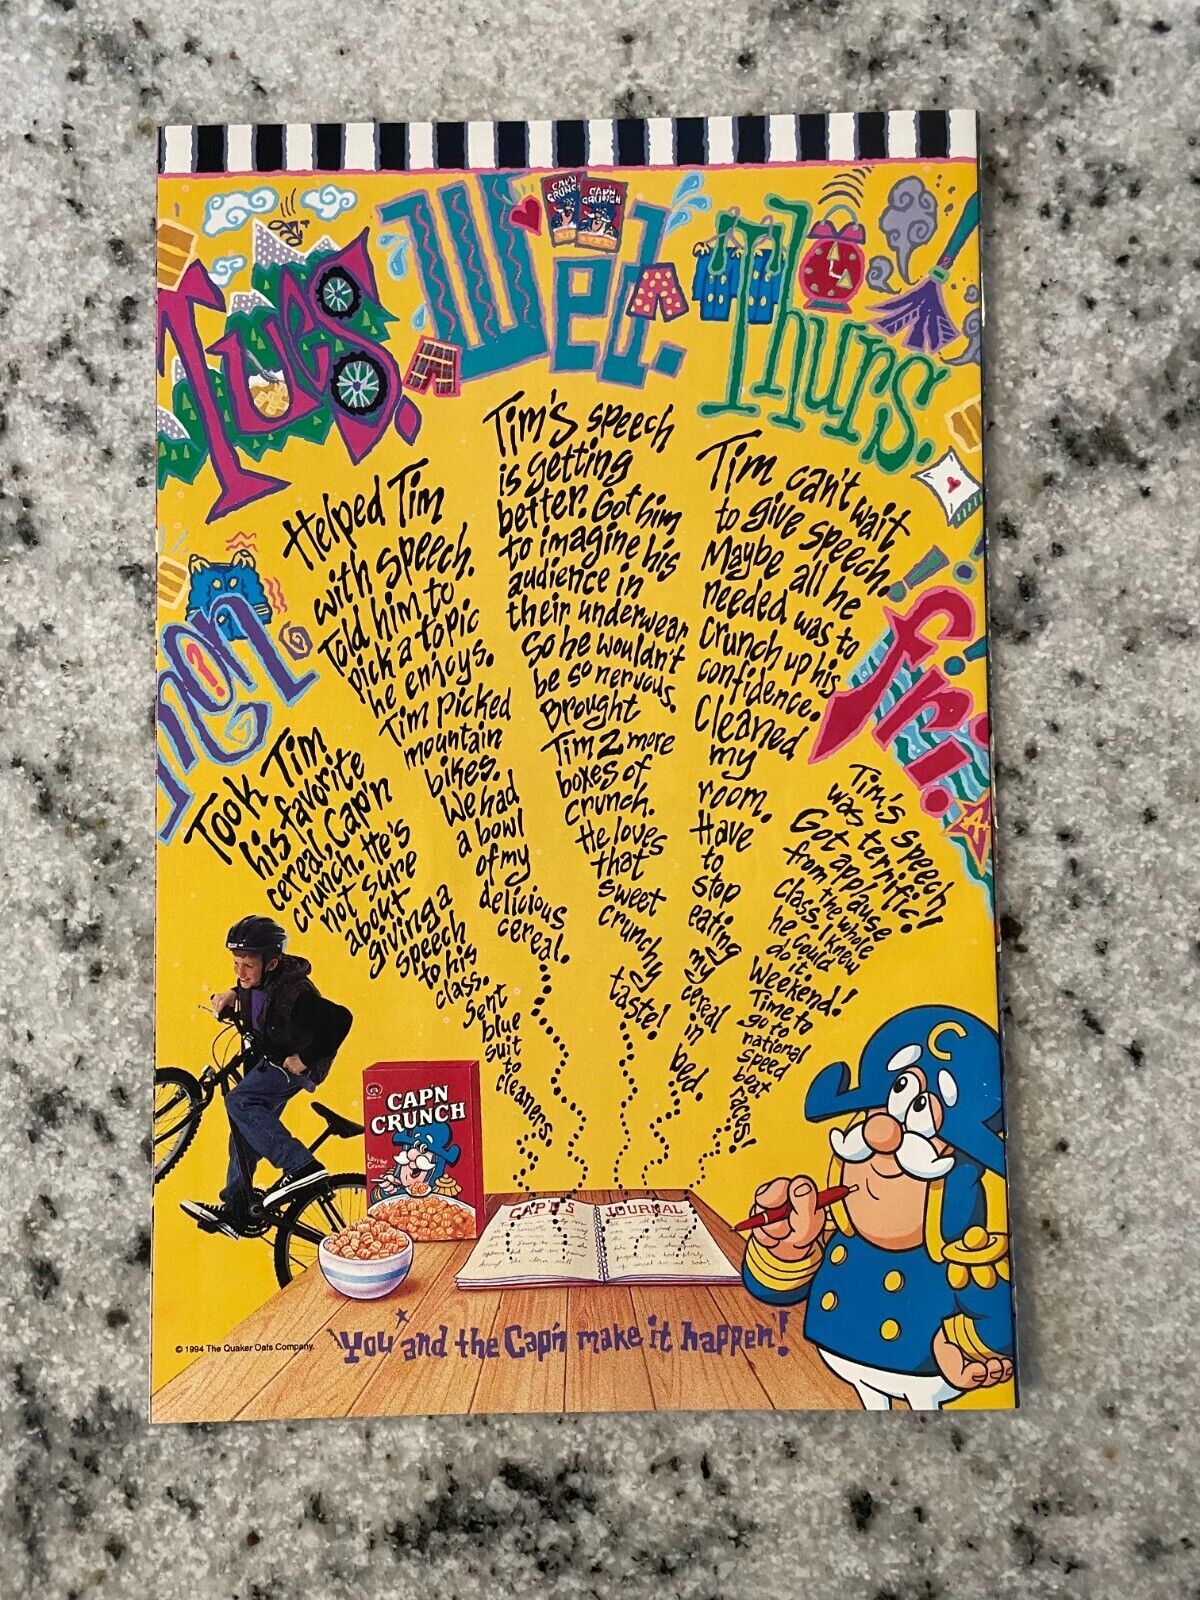 CAP'N
CRUNCH
CAP'N
CRUNCH
Mon.
Tues.
Wed.
Thurs.
Fri.
Took Tim
his favorite
cereal, Cap'n
Crunch. He's
not sure
about
giving a
speech
to his
class.
Sent
blue
suit
to
cleaners.
Helped Tim
with speech.
Told him to
pick a topic
he enjoys.
Tim picked
mountain
bikes.
We had
a bowl
of my
delicious
cereal.
Tim's speech
is getting
better. Got him
to imagine his
audience in
their underwear
so he wouldn't
be so nervous.
Brought
Tim 2 more
boxes of
Crunch.
He loves
that
sweet
crunchy
taste!
Tim can't wait
to give speech.
Maybe all he
needed was to
Crunch up his
confidence.
Cleaned
my
room.
Have
to
stop
eating
my
cereal
in
bed
Tim's speech
was terrific!
Got applause
from the whole
class. I knew
he could
do it.
Weekend!
Time to
go to
national
speed
boat
races!
C
CAP'N
CRUNCH
CAP'N'S JOURNAL
© 1994 The Quaker Oats Company.
'You and the Cap'n make it happen'!